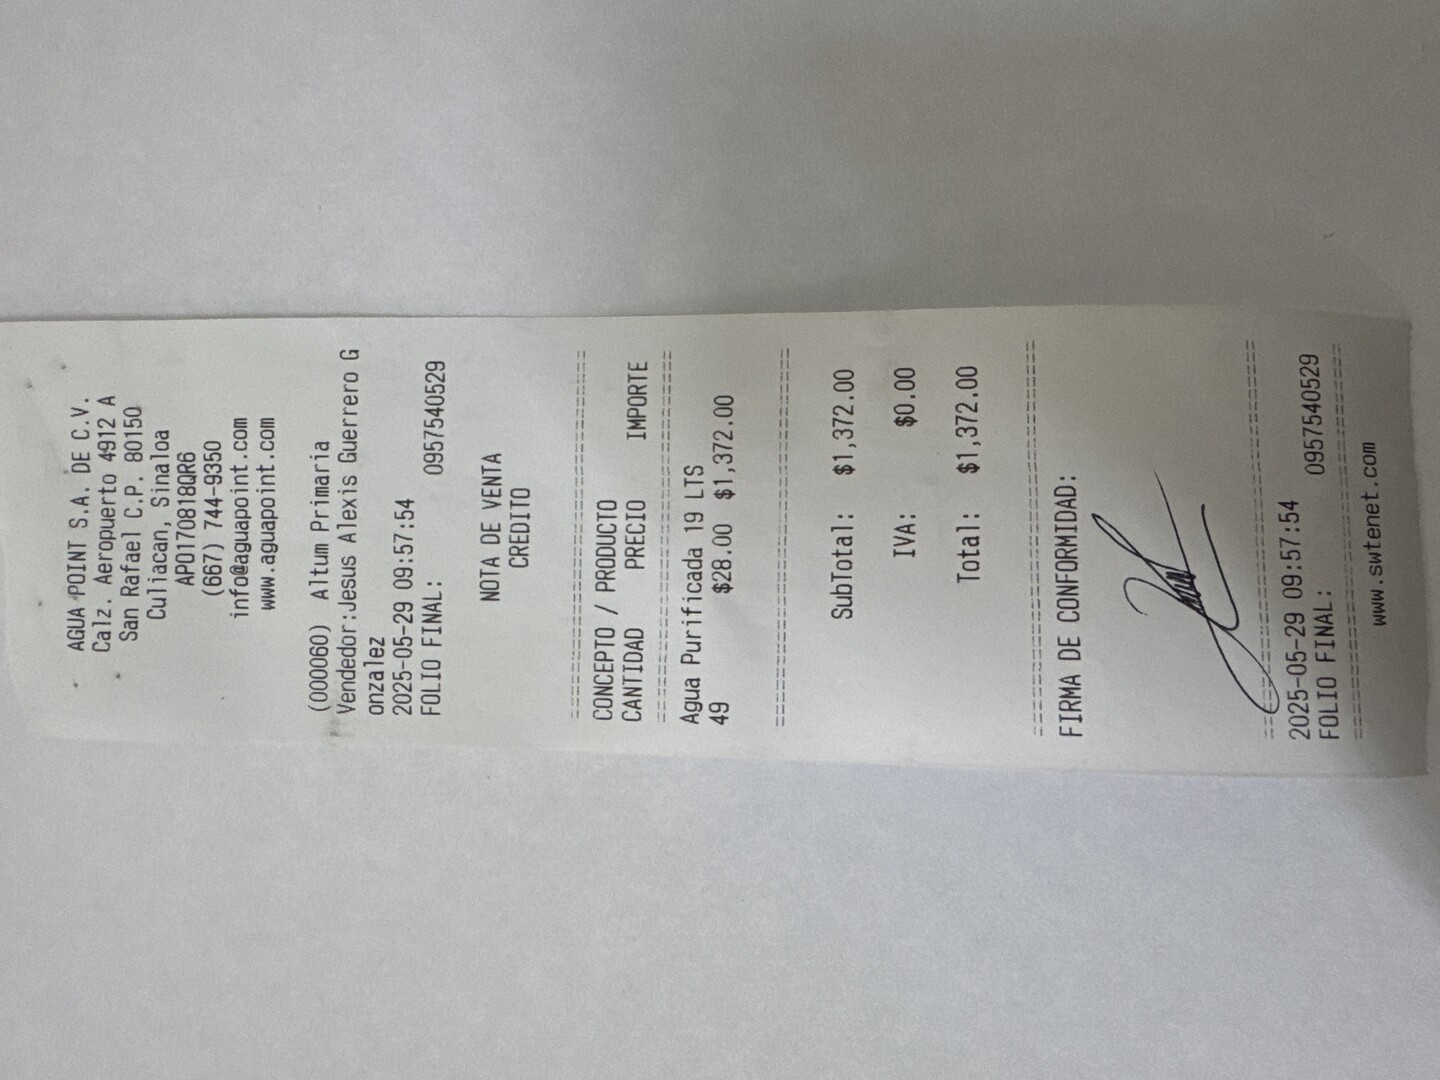 AGUA POINT S.A. DE C.V.
Calz. Aeropuerto 4912 A
San Rafael C.P. 80150
Culiacan, Sinaloa
APO170818QR6
(667) 744-9350
info@aguapoint.com
www.aguapoint.com
(000060) Altum Primaria
Vendedor:Jesus Alexis Guerrero G
onzalez
2025-05-29 09:57:54
FOLIO FINAL: 0957540529
NOTA DE VENTA
CREDITO
================================
CONCEPTO / PRODUCTO
CANTIDAD PRECIO IMPORTE
================================
Agua Purificada 19 LTS
49 $28.00 $1,372.00
================================
SubTotal: $1,372.00
IVA: $0.00
Total: $1,372.00
================================
FIRMA DE CONFORMIDAD:
================================
2025-05-29 09:57:54
FOLIO FINAL: 0957540529
================================
www.swtenet.com